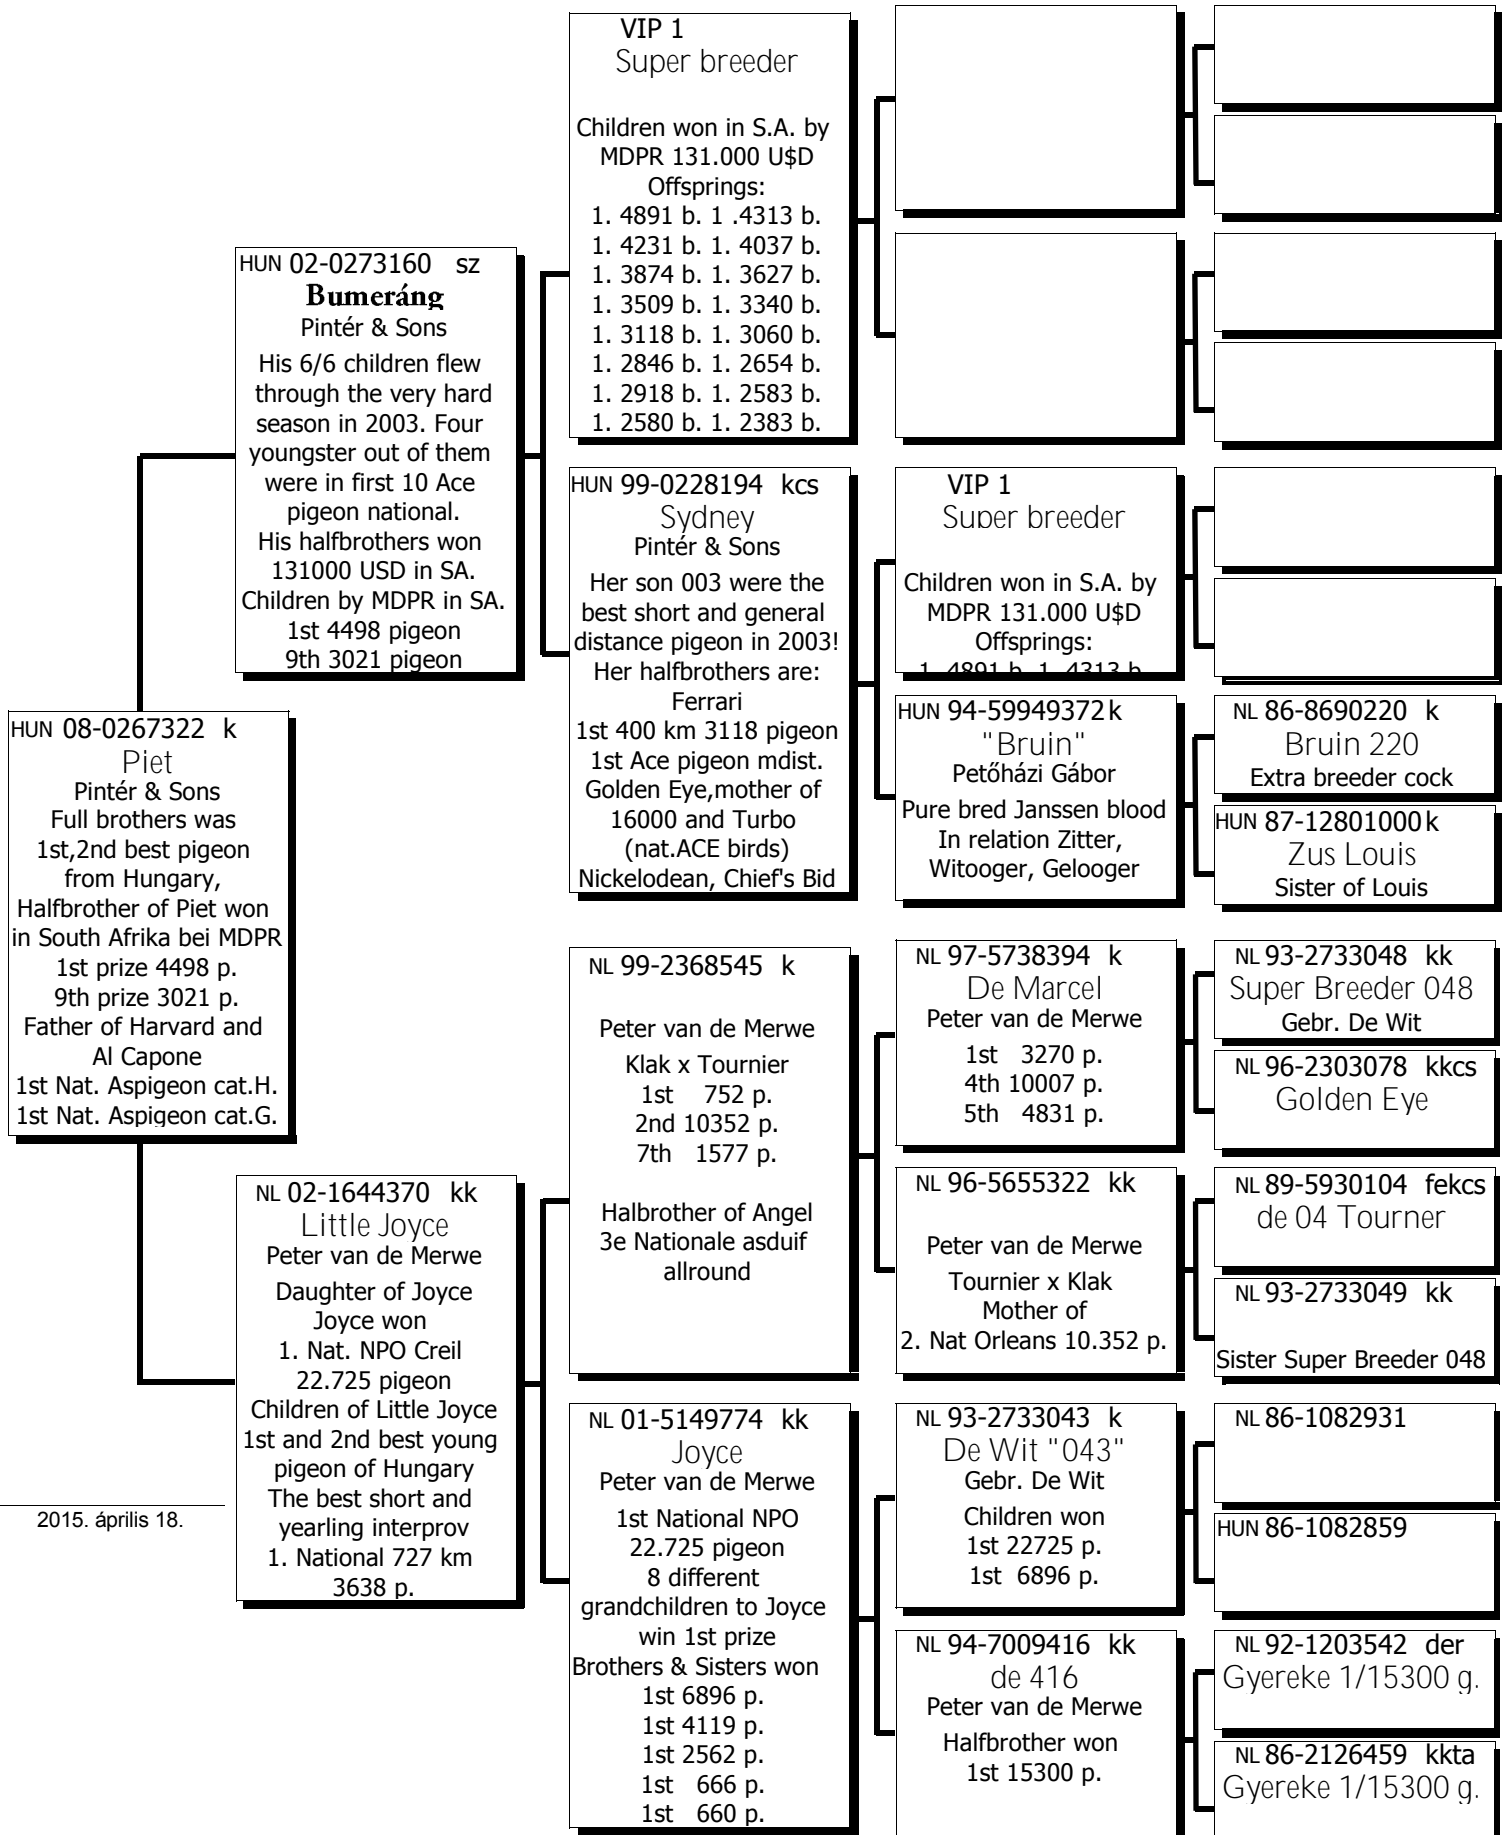 HUN 08-0267322 k
Piet
Pintér & Sons
Full brothers was
1st,2nd best pigeon
from Hungary,
Halfbrother of Piet won
in South Afrika bei MDPR
1st prize 4498 p.
9th prize 3021 p.
Father of Harvard and
Al Capone
1st Nat. Aspigeon cat.H.
1st Nat. Aspigeon cat.G.
2015. április 18.
HUN 02-0273160 sz
Bumeráng
Pintér & Sons
His 6/6 children flew
through the very hard
season in 2003. Four
youngster out of them
were in first 10 Ace
pigeon national.
His halfbrothers won
131000 USD in SA.
Children by MDPR in SA.
1st 4498 pigeon
9th 3021 pigeon
NL 02-1644370 kk
Little Joyce
Peter van de Merwe
Daughter of Joyce
Joyce won
1. Nat. NPO Creil
22.725 pigeon
Children of Little Joyce
1st and 2nd best young
pigeon of Hungary
The best short and
yearling interprov
1. National 727 km
3638 p.
VIP 1
Super breeder
Children won in S.A. by
MDPR 131.000 U$D
Offsprings:
1. 4891 b. 1 .4313 b.
1. 4231 b. 1. 4037 b.
1. 3874 b. 1. 3627 b.
1. 3509 b. 1. 3340 b.
1. 3118 b. 1. 3060 b.
1. 2846 b. 1. 2654 b.
1. 2918 b. 1. 2583 b.
1. 2580 b. 1. 2383 b.
HUN 99-0228194 kcs
Sydney
Pintér & Sons
Her son 003 were the
best short and general
distance pigeon in 2003!
Her halfbrothers are:
Ferrari
1st 400 km 3118 pigeon
1st Ace pigeon mdist.
Golden Eye,mother of
16000 and Turbo
(nat.ACE birds)
Nickelodean, Chief's Bid
NL 99-2368545 k
Peter van de Merwe
Klak x Tournier
1st 752 p.
2nd 10352 p.
7th 1577 p.
Halbrother of Angel
3e Nationale asduif
allround
NL 01-5149774 kk
Joyce
Peter van de Merwe
1st National NPO
22.725 pigeon
8 different
grandchildren to Joyce
win 1st prize
Brothers & Sisters won
1st 6896 p.
1st 4119 p.
1st 2562 p.
1st 666 p.
1st 660 p.
VIP 1
Super breeder
Children won in S.A. by
MDPR 131.000 U$D
Offsprings:
1. 4891 b. 1. 4313 b.
HUN 94-59949372 k
"Bruin"
Petőházi Gábor
Pure bred Janssen blood
In relation Zitter,
Witooger, Gelooger
NL 97-5738394 k
De Marcel
Peter van de Merwe
1st 3270 p.
4th 10007 p.
5th 4831 p.
NL 96-5655322 kk
Peter van de Merwe
Tournier x Klak
Mother of
2. Nat Orleans 10.352 p.
NL 93-2733043 k
De Wit "043"
Gebr. De Wit
Children won
1st 22725 p.
1st 6896 p.
NL 94-7009416 kk
de 416
Peter van de Merwe
Halfbrother won
1st 15300 p.
NL 86-8690220 k
Bruin 220
Extra breeder cock
HUN 87-12801000 k
Zus Louis
Sister of Louis
NL 93-2733048 kk
Super Breeder 048
Gebr. De Wit
NL 96-2303078 kkcs
Golden Eye
NL 89-5930104 fekcs
de 04 Tourner
NL 93-2733049 kk
Sister Super Breeder 048
NL 86-1082931
HUN 86-1082859
NL 92-1203542 der
Gyereke 1/15300 g.
NL 86-2126459 kkta
Gyereke 1/15300 g.